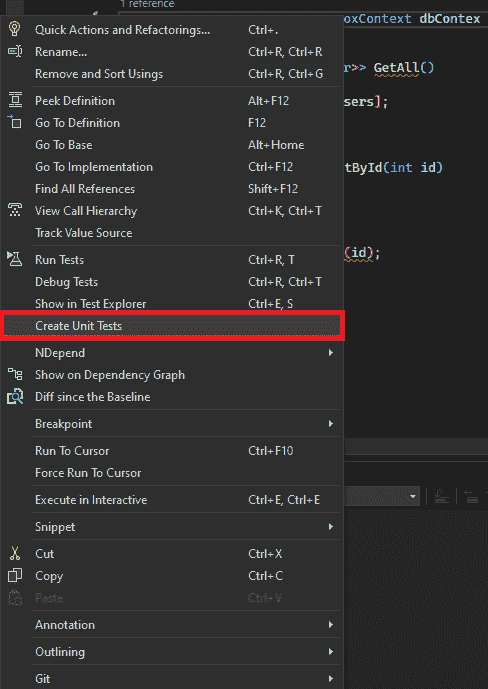 1 reference
oxContext dbContex
Quick Actions and Refactorings... Ctrl+.
Rename... Ctrl+R, Ctrl+R
r>> GetAll()
Remove and Sort Usings Ctrl+R, Ctrl+G
Peek Definition Alt+F12
sers];
Go To Definition F12
Go To Base Alt+Home
Go To Implementation Ctrl+F12
tById(int id)
Find All References Shift+F12
View Call Hierarchy Ctrl+K, Ctrl+T
Track Value Source
Run Tests Ctrl+R, T
(id);
Debug Tests Ctrl+R, Ctrl+T
Show in Test Explorer Ctrl+E, S
Create Unit Tests
NDepend
Show on Dependency Graph
Diff since the Baseline
Breakpoint
Run To Cursor Ctrl+F10
Force Run To Cursor
Execute in Interactive Ctrl+E, Ctrl+E
Snippet
Cut Ctrl+X
Copy Ctrl+C
Paste Ctrl+V
Annotation
Outlining
Git